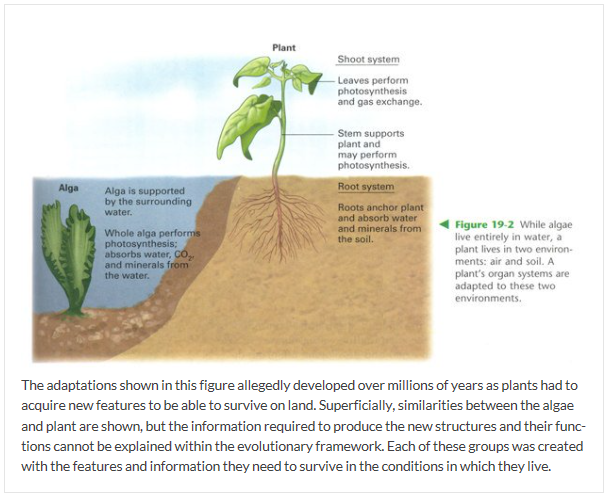 Plant
Shoot system
Leaves perform
photosynthesis
and gas exchange.
Stem supports
plant and
may perform
photosynthesis.
Root system
Roots anchor plant
and absorb water
and minerals from
the soil.
Alga
Alga is supported
by the surrounding
water.
Whole alga performs
photosynthesis;
absorbs water, CO₂,
and minerals from
the water.
Figure 19-2 While algae
live entirely in water, a
plant lives in two environ-
ments: air and soil. A
plant's organ systems are
adapted to these two
environments.
The adaptations shown in this figure allegedly developed over millions of years as plants had to
acquire new features to be able to survive on land. Superficially, similarities between the algae
and plant are shown, but the information required to produce the new structures and their func-
tions cannot be explained within the evolutionary framework. Each of these groups was created
with the features and information they need to survive in the conditions in which they live.